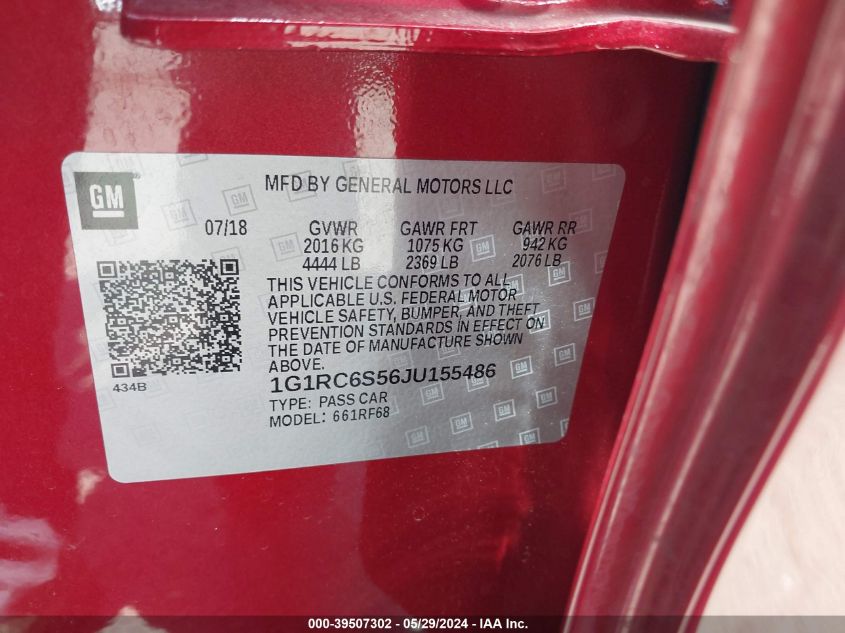 GM
MFD BY GENERAL MOTORS LLC
07/18 GVWR GAWR FRT GAWR RR
2016 KG 1075 KG 942 KG
4444 LB 2369 LB 2076 LB
THIS VEHICLE CONFORMS TO ALL
APPLICABLE U.S. FEDERAL MOTOR
VEHICLE SAFETY, BUMPER, AND THEFT
PREVENTION STANDARDS IN EFFECT ON
THE DATE OF MANUFACTURE SHOWN
ABOVE.
434B
1G1RC6S56JU155486
TYPE: PASS CAR
MODEL: 661RF68
000-39507302 - 05/29/2024 - IAA Inc.